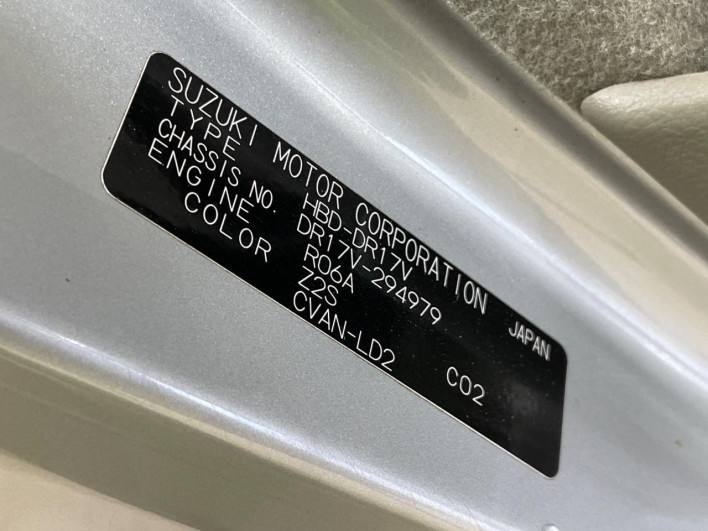 SUZUKI MOTOR CORPORATION JAPAN
TYPE HBD-DR17V
CHASSIS NO. DR17V-294979
ENGINE R06A
COLOR Z2S
CVAN-LD2 C02